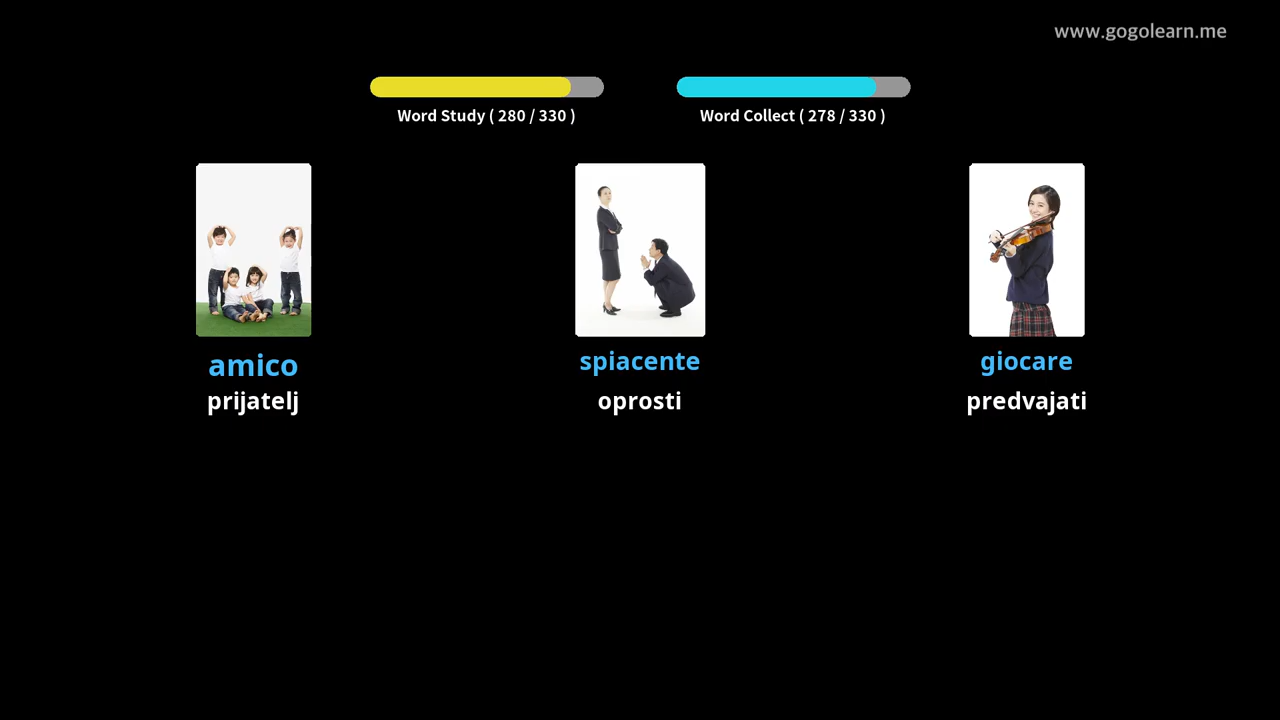 www.gogolearn.me
Word Study ( 280 / 330 )
Word Collect ( 278 / 330 )
amico
spiacente
giocare
prijatelj
oprosti
predvajati